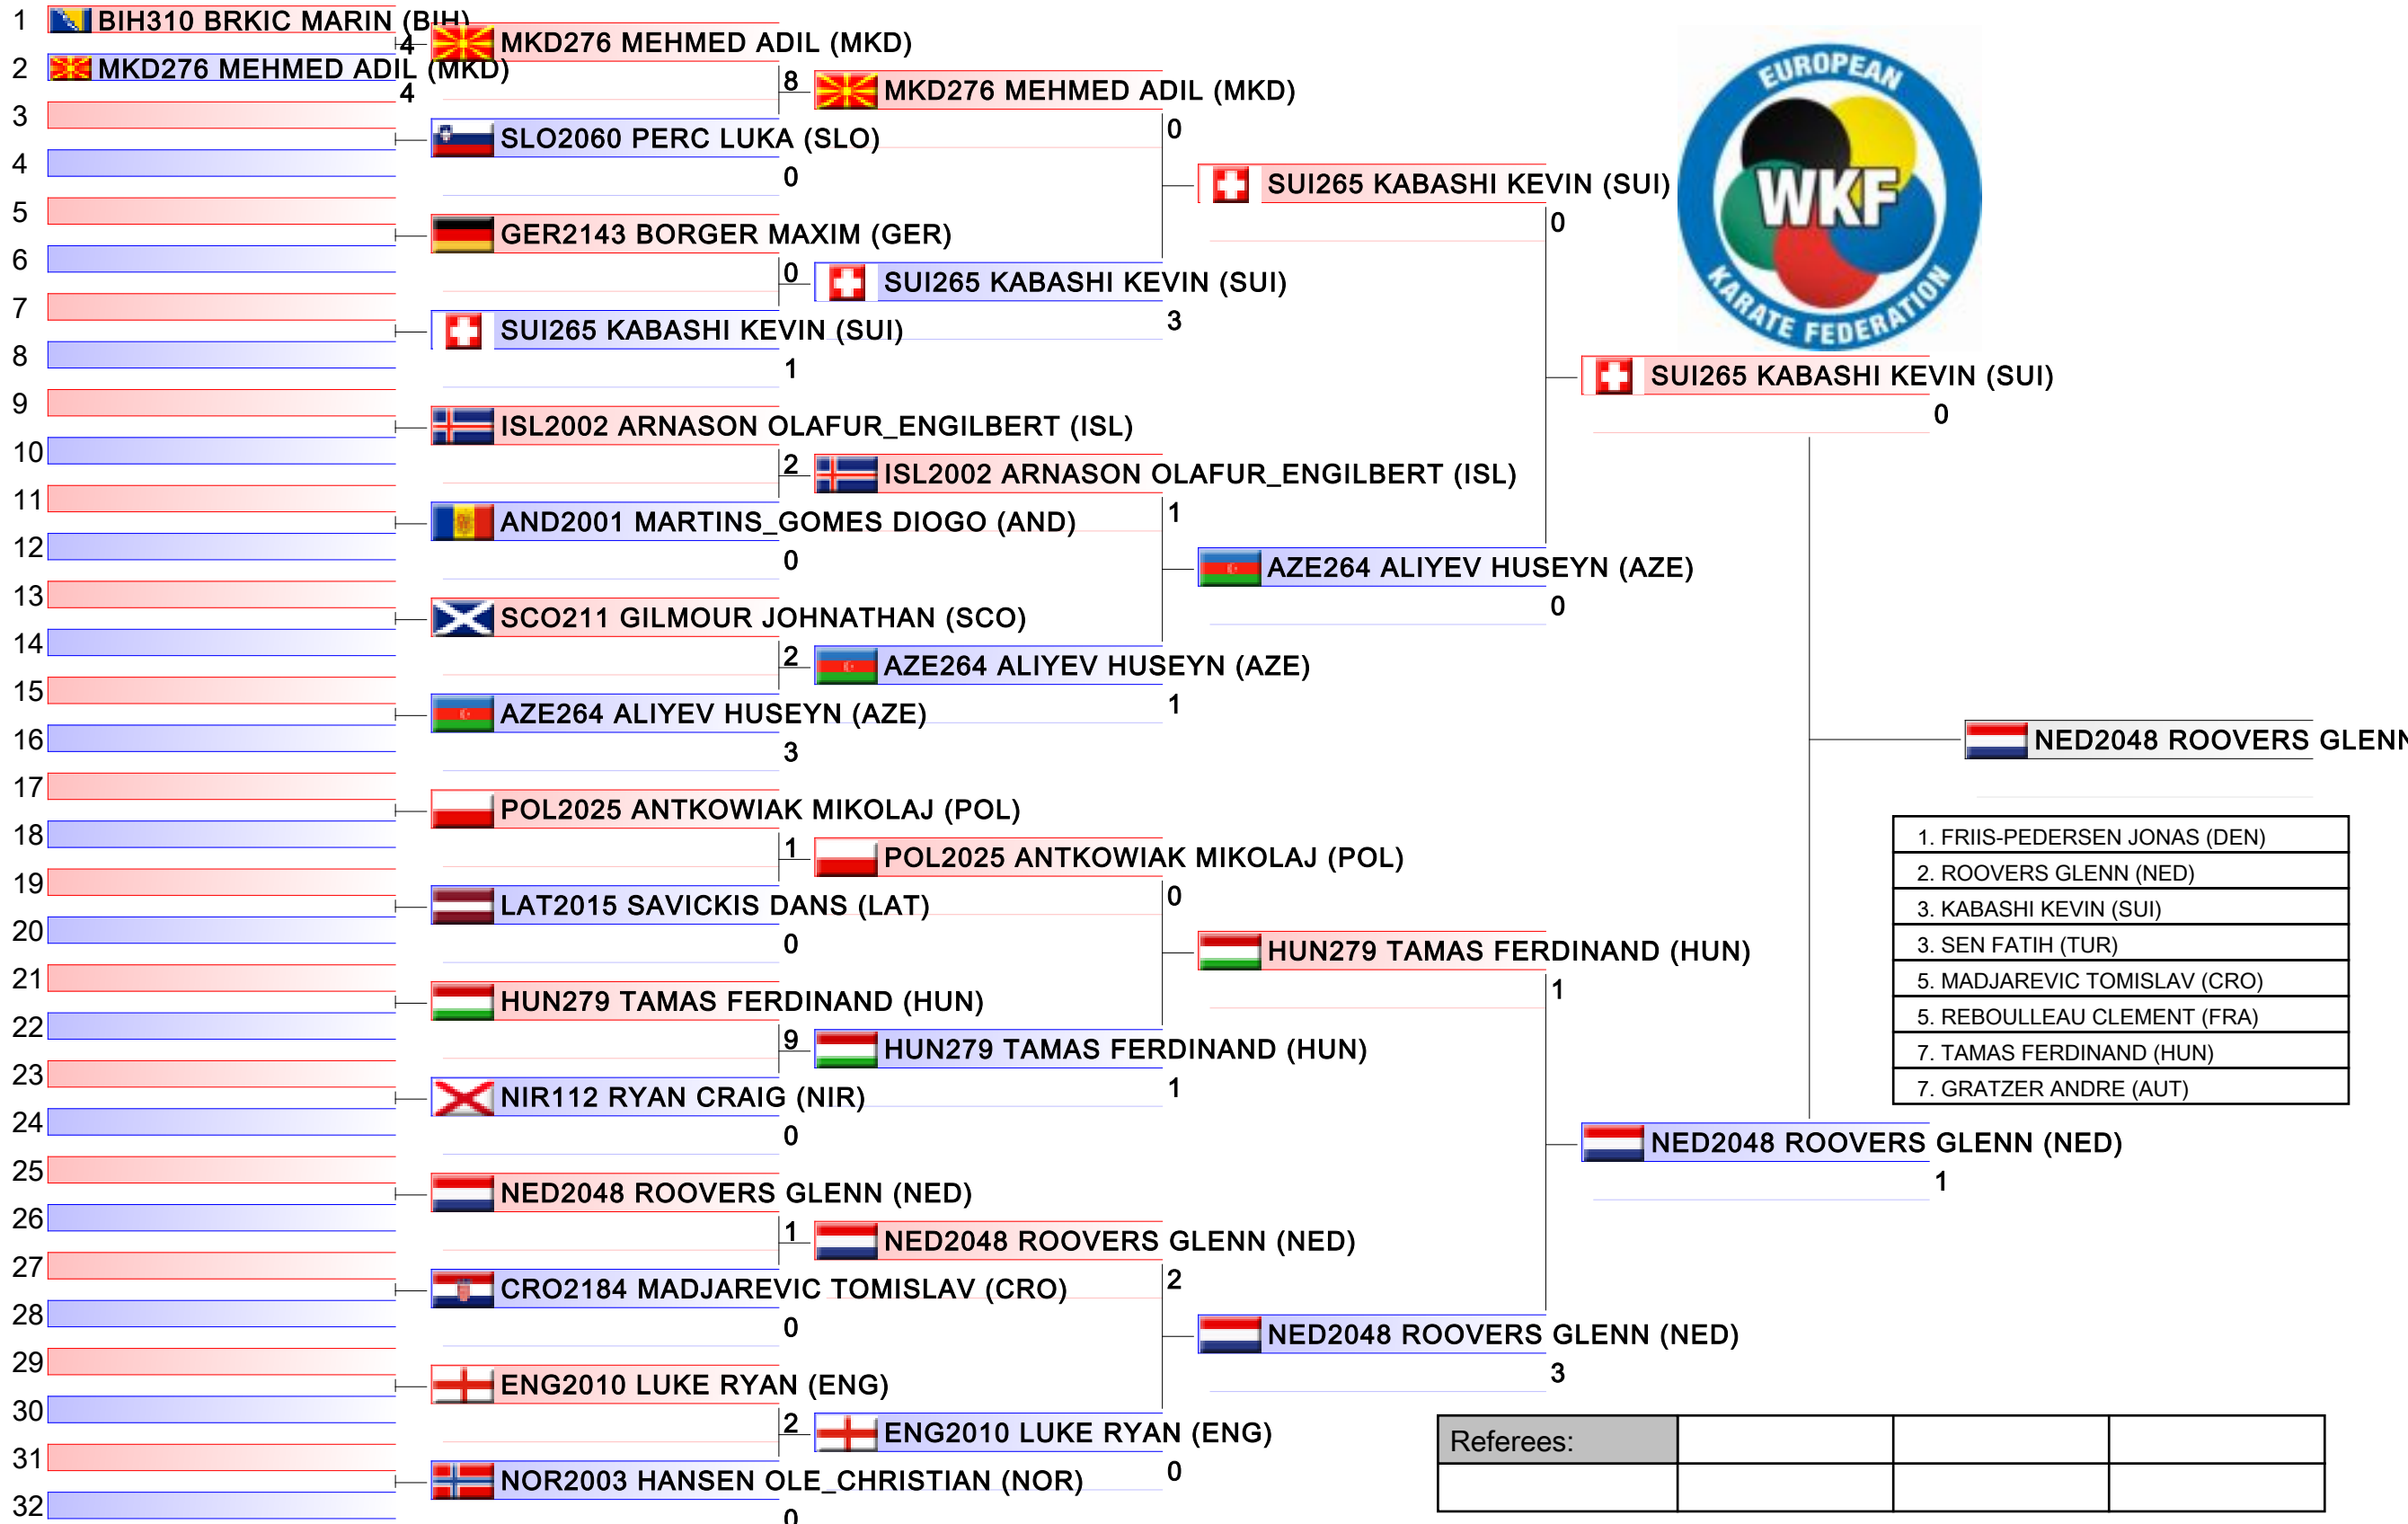 1 BIH310 BRKIC MARIN (BIH)
4
2 MKD276 MEHMED ADIL (MKD)
4
3
4
5
6
7
8
9
10
11
12
13
14
15
16
17
18
19
20
21
22
23
24
25
26
27
28
29
30
31
32
MKD276 MEHMED ADIL (MKD)
8
SLO2060 PERC LUKA (SLO)
0
GER2143 BORGER MAXIM (GER)
0
SUI265 KABASHI KEVIN (SUI)
1
ISL2002 ARNASON OLAFUR_ENGILBERT (ISL)
2
AND2001 MARTINS_GOMES DIOGO (AND)
0
SCO211 GILMOUR JOHNATHAN (SCO)
2
AZE264 ALIYEV HUSEYN (AZE)
3
POL2025 ANTKOWIAK MIKOLAJ (POL)
1
LAT2015 SAVICKIS DANS (LAT)
0
HUN279 TAMAS FERDINAND (HUN)
9
NIR112 RYAN CRAIG (NIR)
0
NED2048 ROOVERS GLENN (NED)
1
CRO2184 MADJAREVIC TOMISLAV (CRO)
0
ENG2010 LUKE RYAN (ENG)
2
NOR2003 HANSEN OLE_CHRISTIAN (NOR)
0
MKD276 MEHMED ADIL (MKD)
0
SUI265 KABASHI KEVIN (SUI)
3
ISL2002 ARNASON OLAFUR_ENGILBERT (ISL)
1
AZE264 ALIYEV HUSEYN (AZE)
1
POL2025 ANTKOWIAK MIKOLAJ (POL)
0
HUN279 TAMAS FERDINAND (HUN)
1
NED2048 ROOVERS GLENN (NED)
2
ENG2010 LUKE RYAN (ENG)
0
SUI265 KABASHI KEVIN (SUI)
0
AZE264 ALIYEV HUSEYN (AZE)
0
HUN279 TAMAS FERDINAND (HUN)
1
NED2048 ROOVERS GLENN (NED)
3
EUROPEAN
WKF
KARATE FEDERATION
SUI265 KABASHI KEVIN (SUI)
0
NED2048 ROOVERS GLENN (NED)
1
NED2048 ROOVERS GLENN
1. FRIIS-PEDERSEN JONAS (DEN)
2. ROOVERS GLENN (NED)
3. KABASHI KEVIN (SUI)
3. SEN FATIH (TUR)
5. MADJAREVIC TOMISLAV (CRO)
5. REBOULLEAU CLEMENT (FRA)
7. TAMAS FERDINAND (HUN)
7. GRATZER ANDRE (AUT)
Referees: